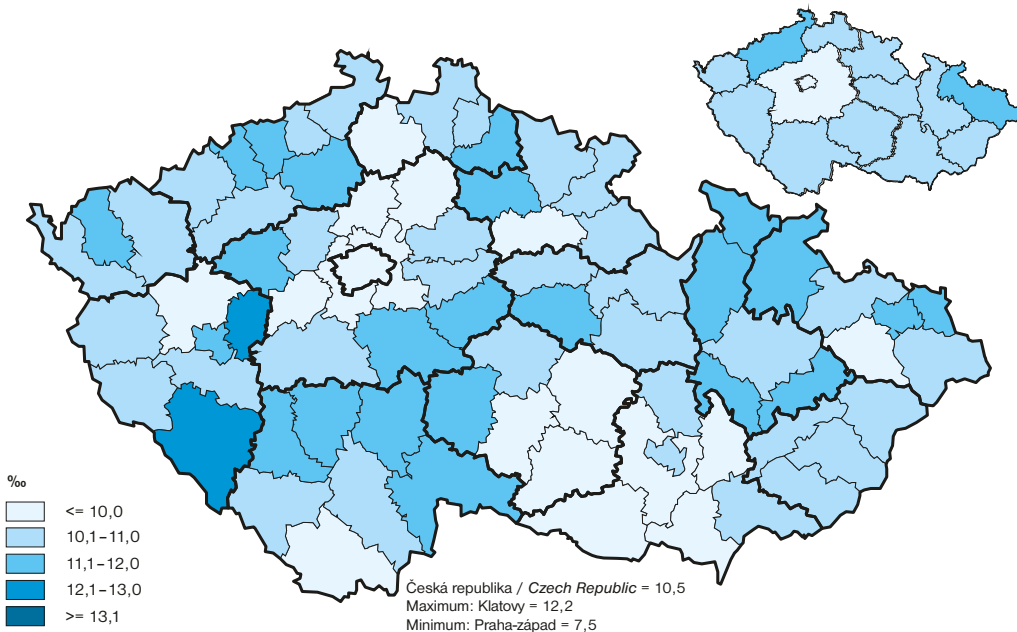 ‰
<= 10,0
10,1–11,0
11,1–12,0
12,1–13,0
>= 13,1
Česká republika / Czech Republic = 10,5
Maximum: Klatovy = 12,2
Minimum: Praha-západ = 7,5